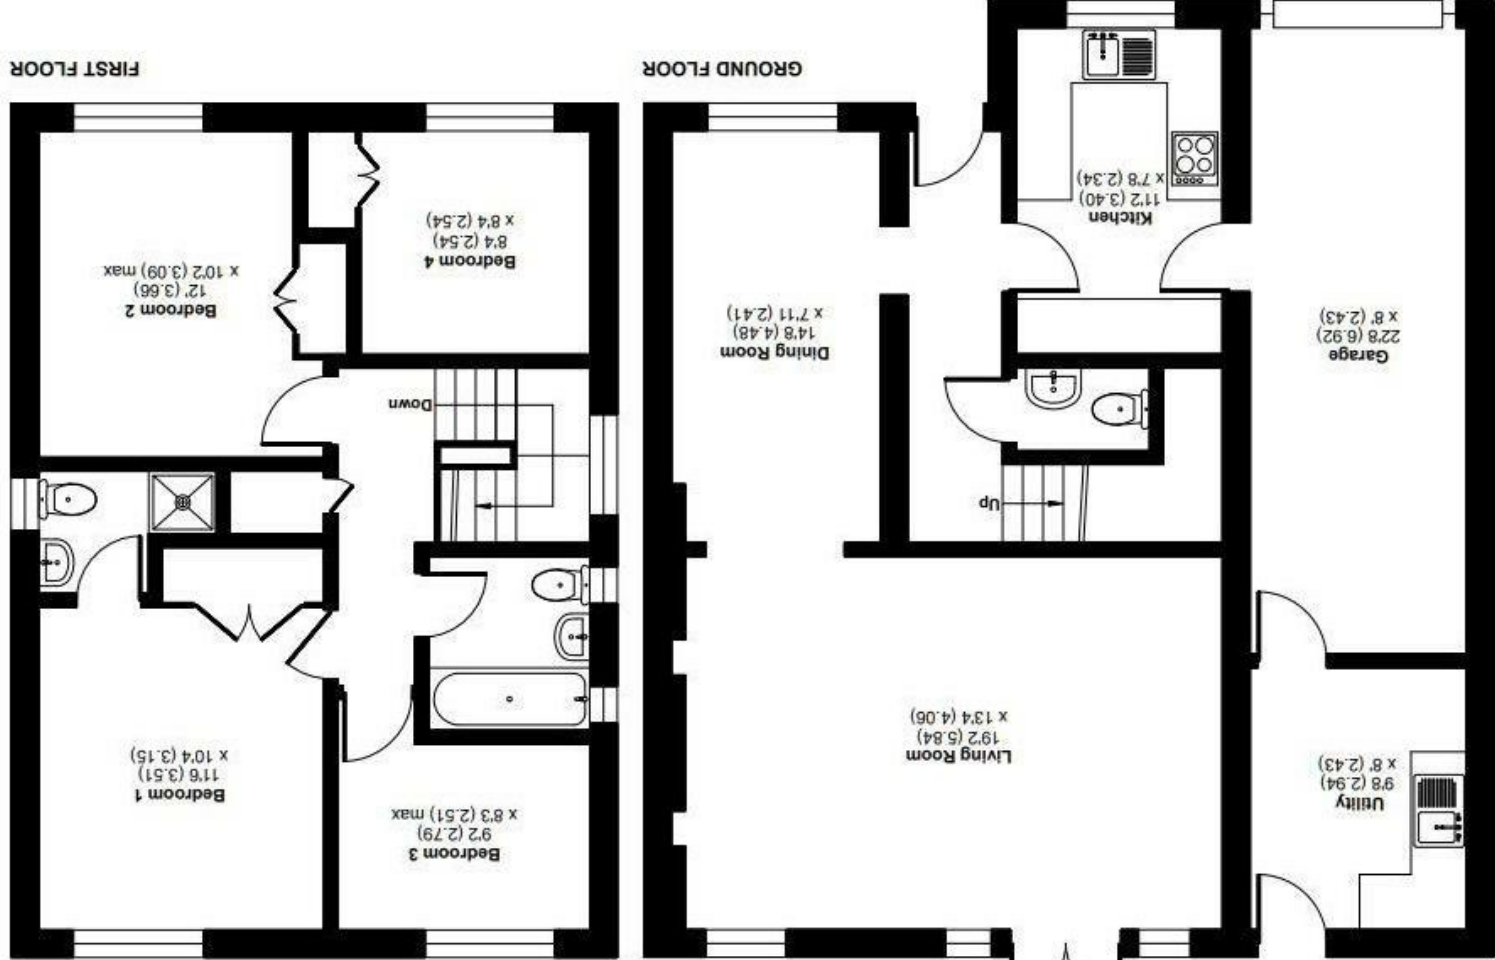 Utility
9'8 (2.94)
x 8' (2.43)
Living Room
19'2 (5.84)
x 13'4 (4.06)
Up
Garage
22'8 (6.92)
x 8' (2.43)
Dining Room
14'8 (4.48)
x 7'11 (2.41)
Kitchen
11'2 (3.40)
x 7'8 (2.34)
GROUND FLOOR
Bedroom 3
9'2 (2.79)
x 8'3 (2.51) max
Bedroom 1
11'6 (3.51)
x 10'4 (3.15)
Down
Bedroom 2
12' (3.66)
x 10'2 (3.09) max
Bedroom 4
8'4 (2.54)
x 8'4 (2.54)
FIRST FLOOR